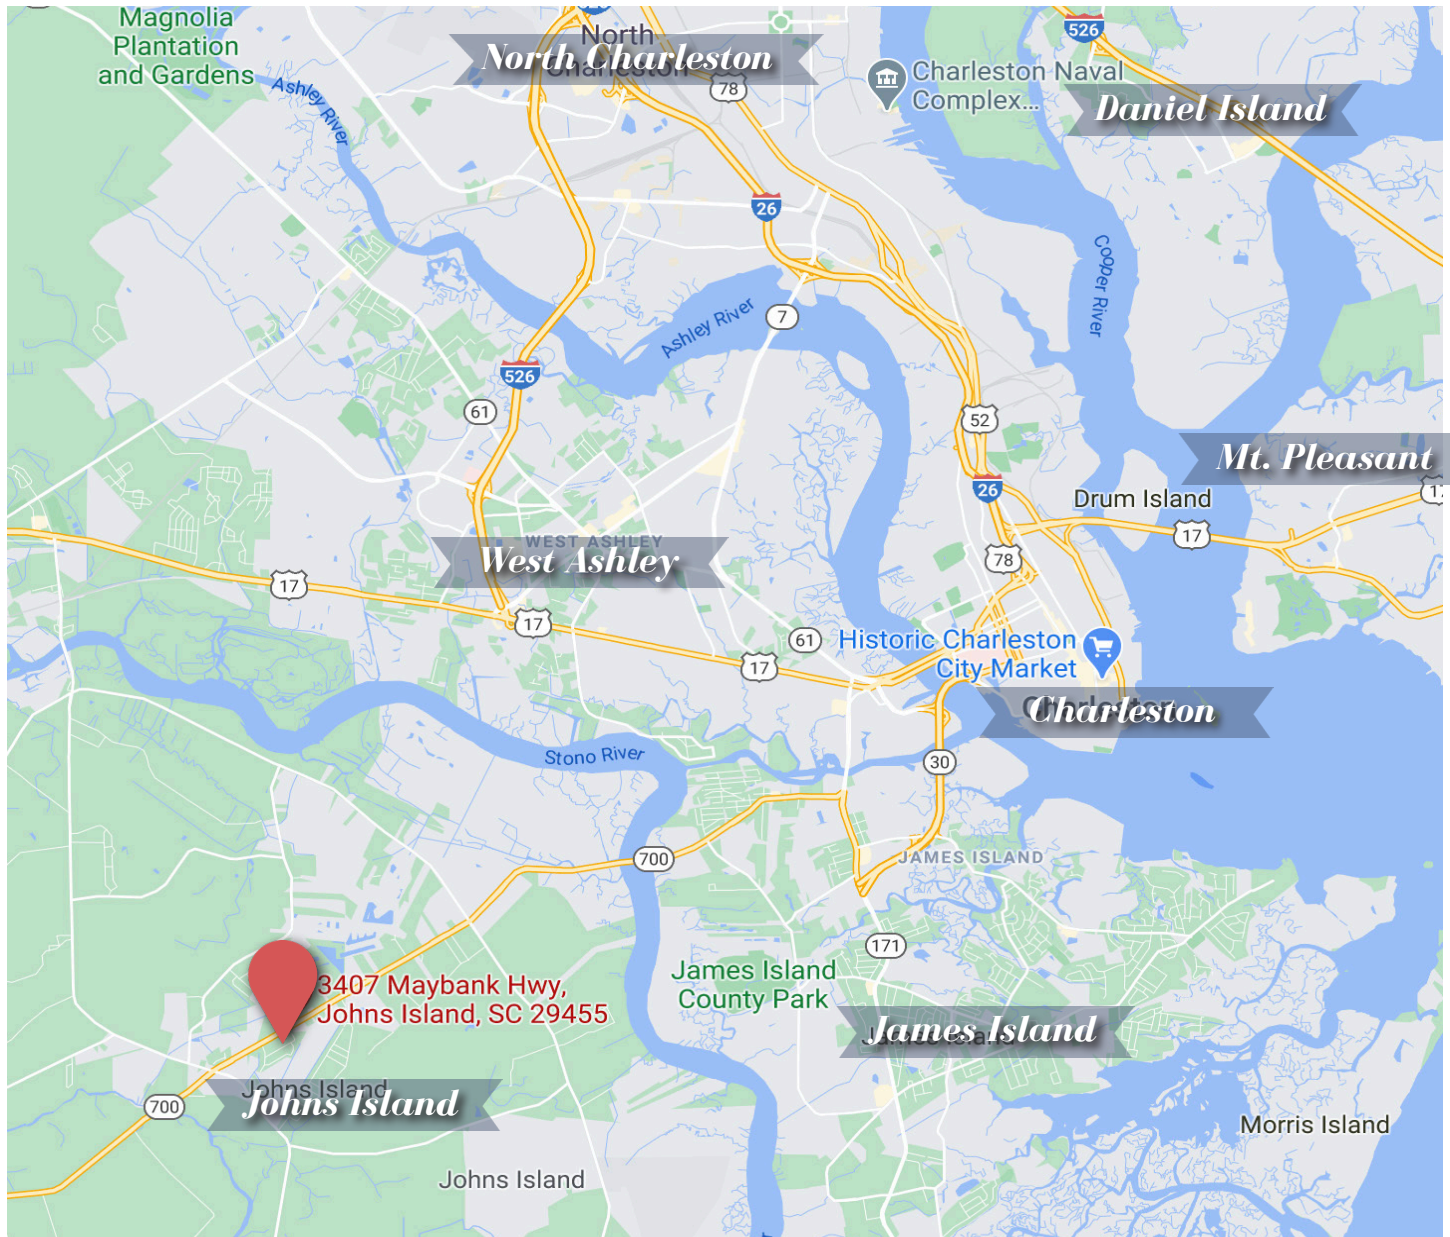 Magnolia
Plantation
and Gardens
Ashley River
North
Charleston
North Charleston
78
526
Charleston Naval
Complex...
Daniel Island
26
Cooper River
Ashley River
7
526
61
52
Mt. Pleasant
26
Drum Island
17
WEST ASHLEY
West Ashley
78
17
17
61
17
Historic Charleston
City Market
Charleston
Stono River
30
700
JAMES ISLAND
171
James Island
County Park
3407 Maybank Hwy,
Johns Island, SC 29455
James Island
James Island
Johns Island
Johns Island
700
Morris Island
Johns Island